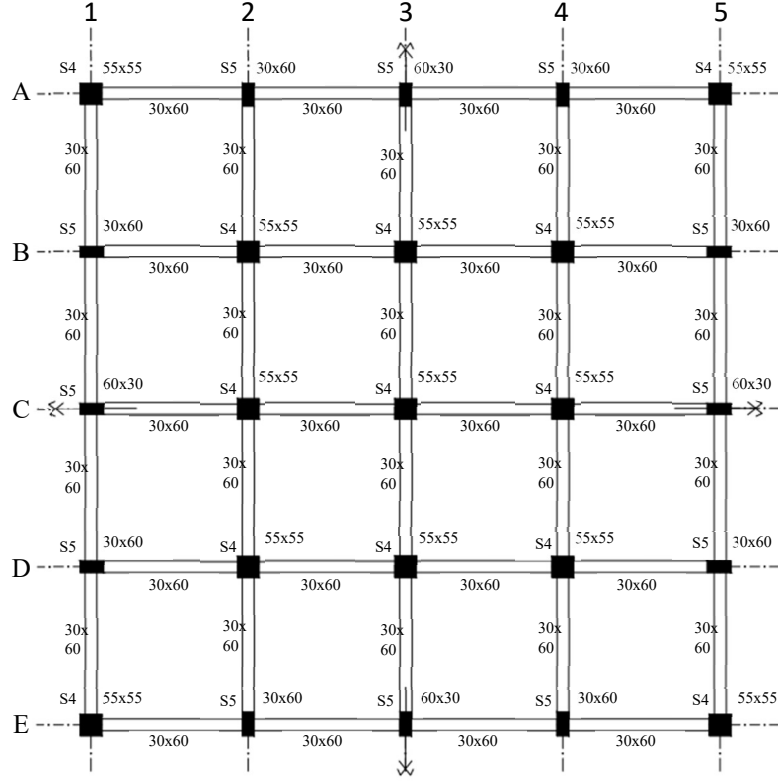 1 2 3 4 5
S4 55x55 S5 30x60 S5 60x30 S5 30x60 S4 55x55
A
30x60 30x60 30x60 30x60
30x 30x 30x 30x 30x
60 60 60 60 60
S5 30x60 S4 55x55 S4 55x55 S4 55x55 S5 30x60
B
30x60 30x60 30x60 30x60
30x 30x 30x 30x 30x
60 60 60 60 60
S5 60x30 S4 55x55 S4 55x55 S4 55x55 S5 60x30
C
30x60 30x60 30x60 30x60
30x 30x 30x 30x 30x
60 60 60 60 60
S5 30x60 S4 55x55 S4 55x55 S4 55x55 S5 30x60
D
30x60 30x60 30x60 30x60
30x 30x 30x 30x 30x
60 60 60 60 60
S4 55x55 S5 30x60 S5 60x30 S5 30x60 S4 55x55
E
30x60 30x60 30x60 30x60